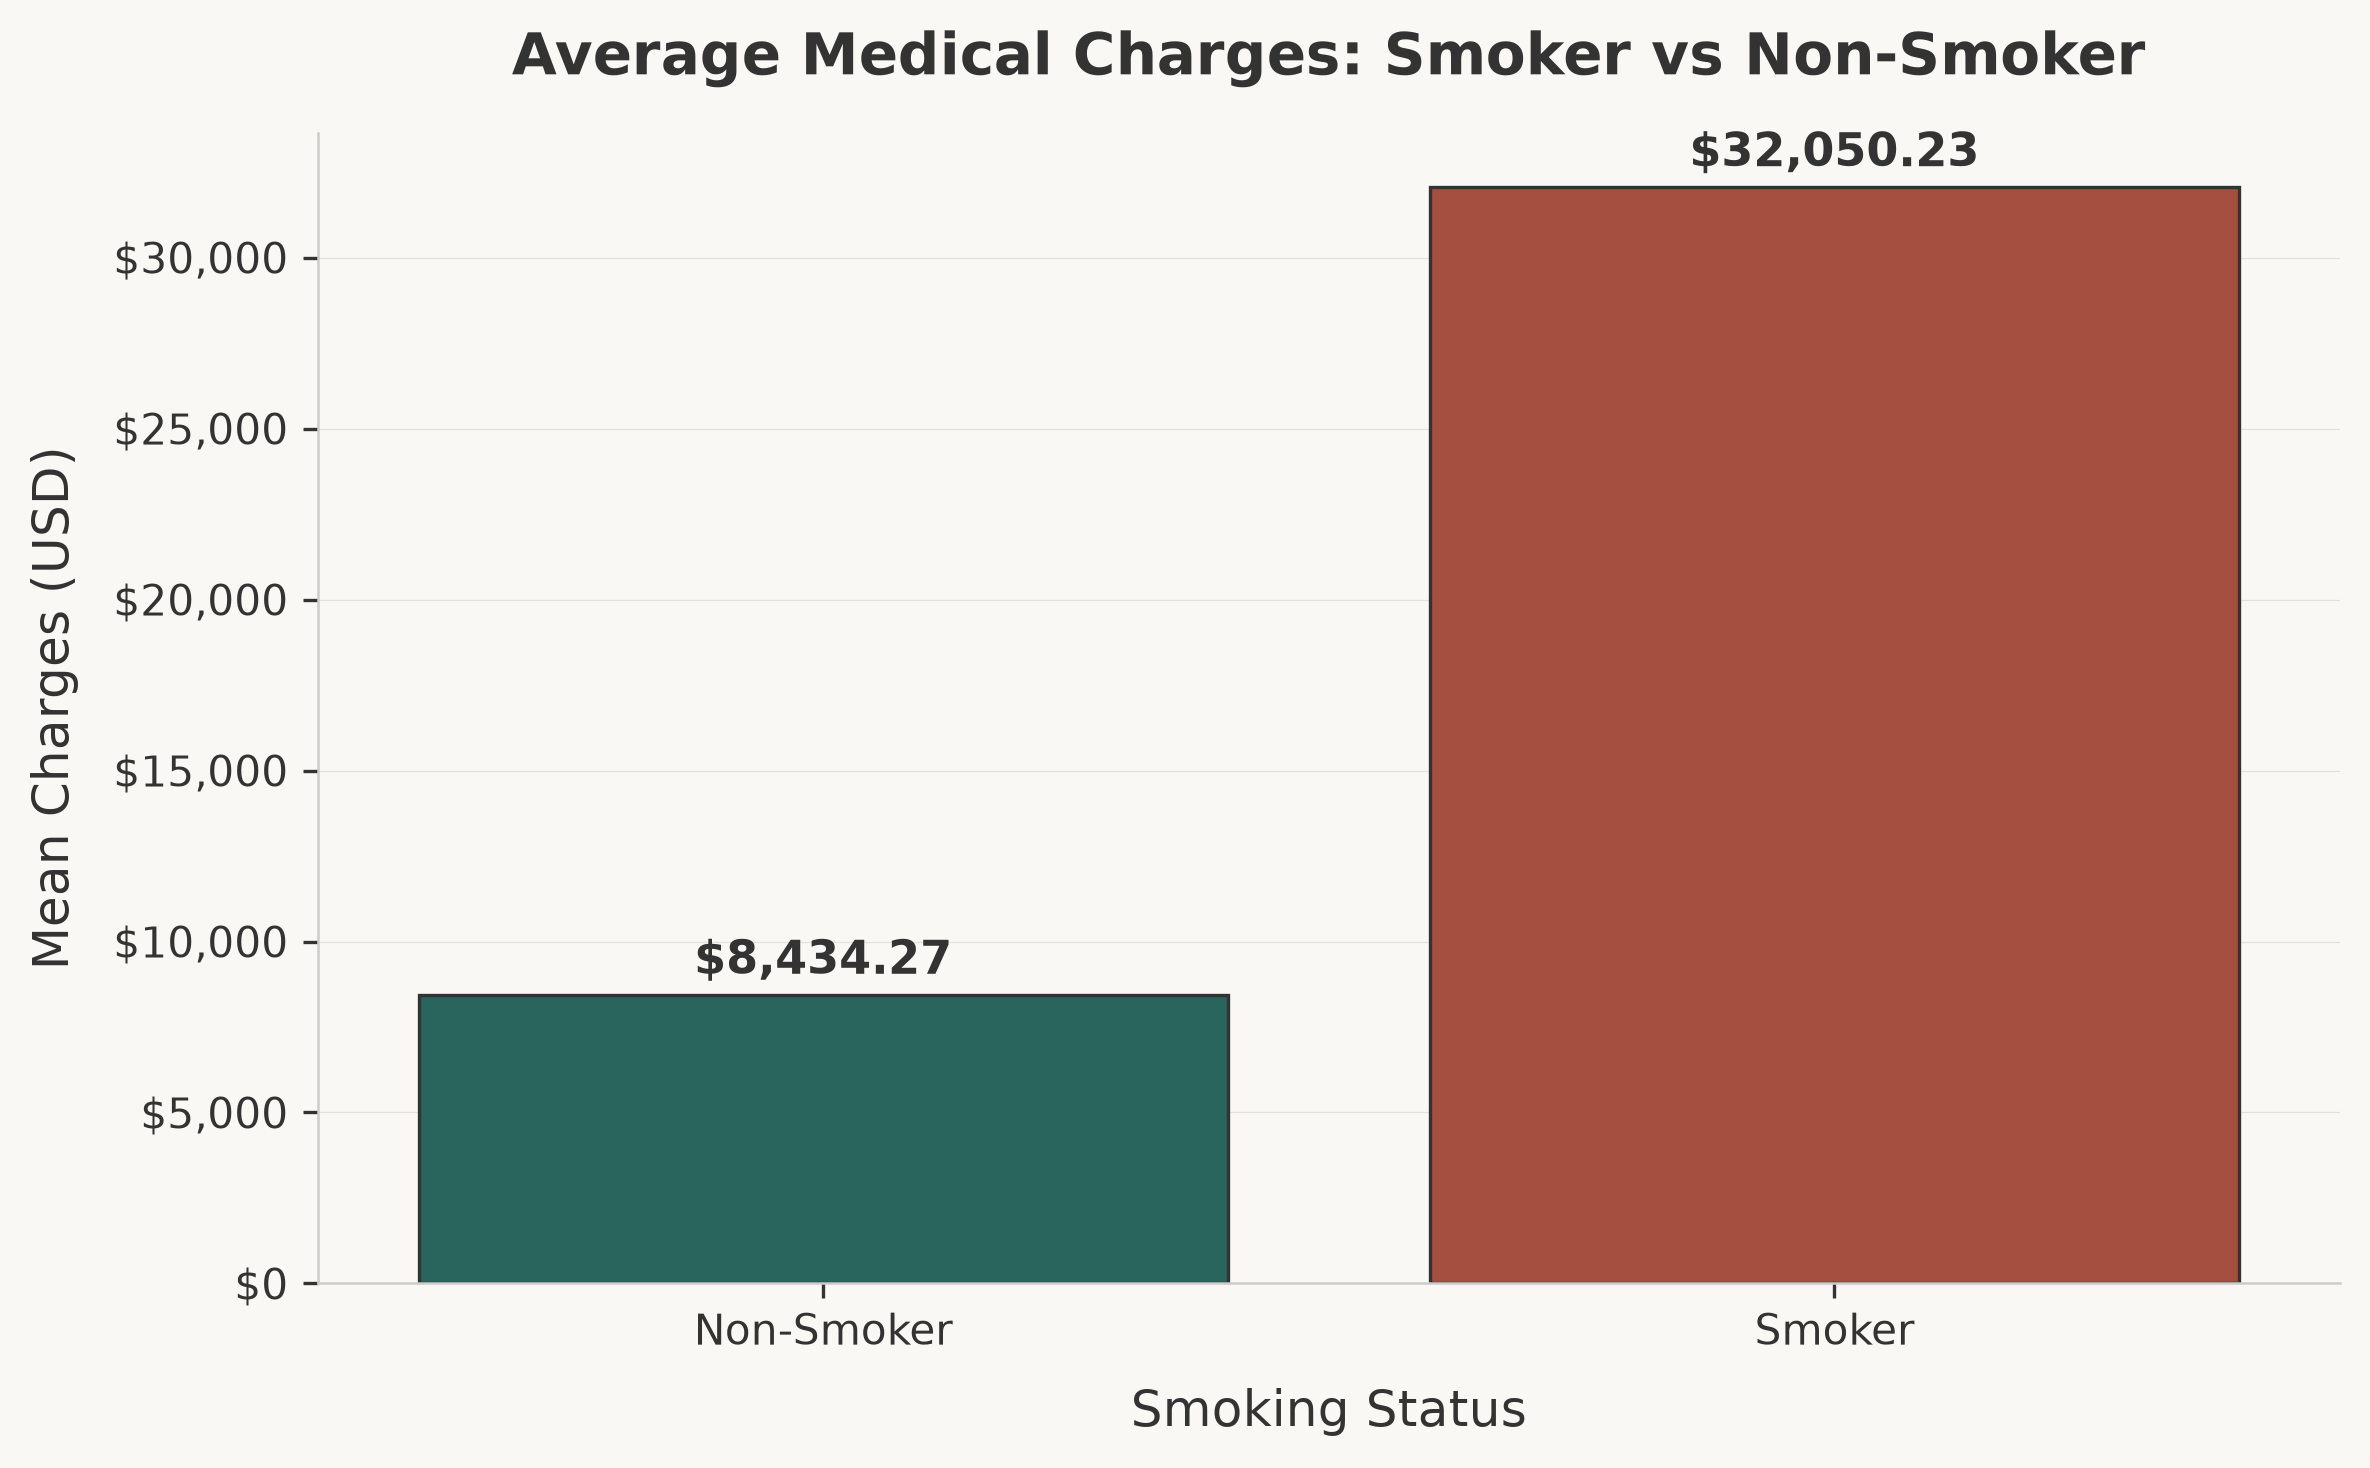 Average Medical Charges: Smoker vs Non-Smoker
$32,050.23
$30,000
$25,000
$20,000
$15,000
$10,000
$8,434.27
$5,000
$0
Mean Charges (USD)
Non-Smoker
Smoker
Smoking Status